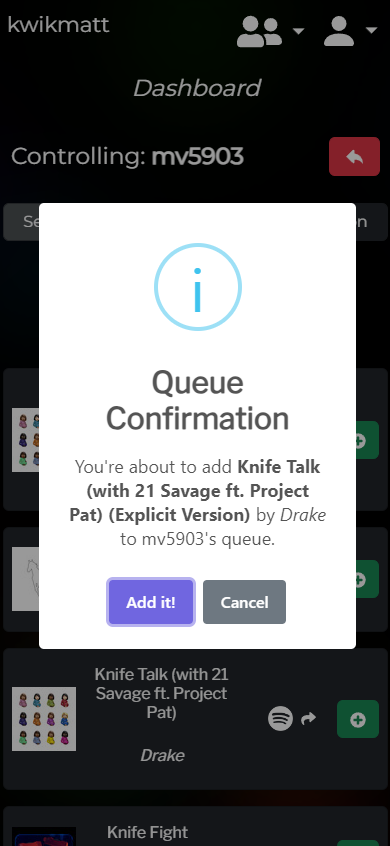 kwikmatt
Dashboard
Controlling: mv5903
Se
n
i
Queue
Confirmation
You're about to add Knife Talk
(with 21 Savage ft. Project
Pat) (Explicit Version) by Drake
to mv5903's queue.
Add it!
Cancel
Knife Talk (with 21
Savage ft. Project
Pat)
Drake
Knife Fight